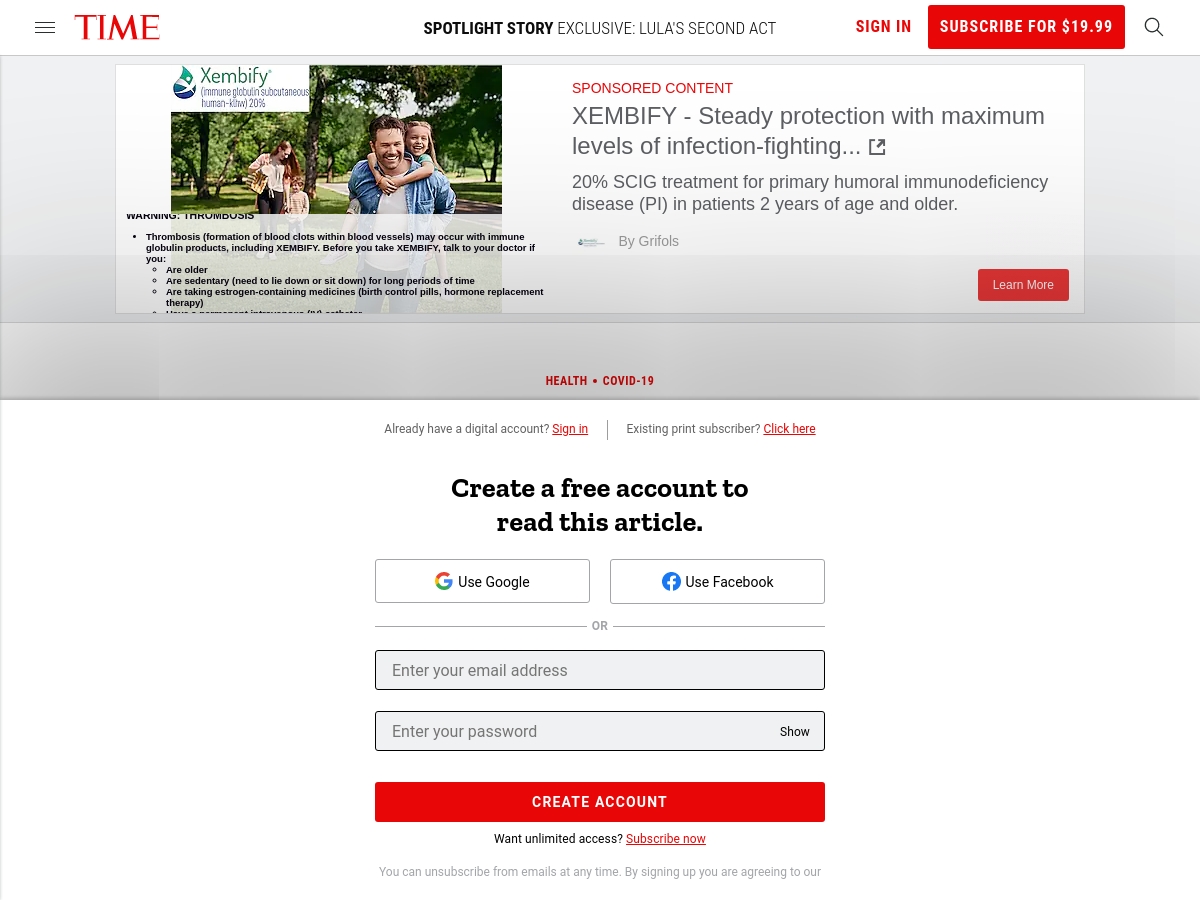 TIME
SPOTLIGHT STORY EXCLUSIVE: LULA'S SECOND ACT
SIGN IN
SUBSCRIBE FOR $19.99
Xembify®
(immune globulin subcutaneous
human-klhw) 20%
WARNING: THROMBOSIS
• Thrombosis (formation of blood clots within blood vessels) may occur with immune
globulin products, including XEMBIFY. Before you take XEMBIFY, talk to your doctor if
you:
Are older
Are sedentary (need to lie down or sit down) for long periods of time
Are taking estrogen-containing medicines (birth control pills, hormone replacement
therapy)
Have a permanent intravenous (IV) catheter
SPONSORED CONTENT
XEMBIFY - Steady protection with maximum
levels of infection-fighting...
20% SCIG treatment for primary humoral immunodeficiency
disease (PI) in patients 2 years of age and older.
By Grifols
Learn More
HEALTH • COVID-19
Already have a digital account? Sign in
Existing print subscriber? Click here
Create a free account to
read this article.
Use Google
Use Facebook
OR
Enter your email address
Enter your password
Show
CREATE ACCOUNT
Want unlimited access? Subscribe now
You can unsubscribe from emails at any time. By signing up you are agreeing to our